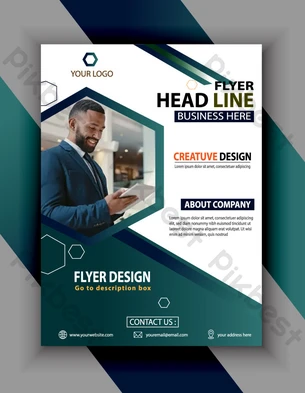 YOUR LOGO
FLYER
HEAD LINE
BUSINESS HERE
CREATUVE DESIGN
ABOUT COMPANY
FLYER DESIGN
Go to description box
CONTACT US :
www.yourwebsite.com
youremail@email.com
your address here